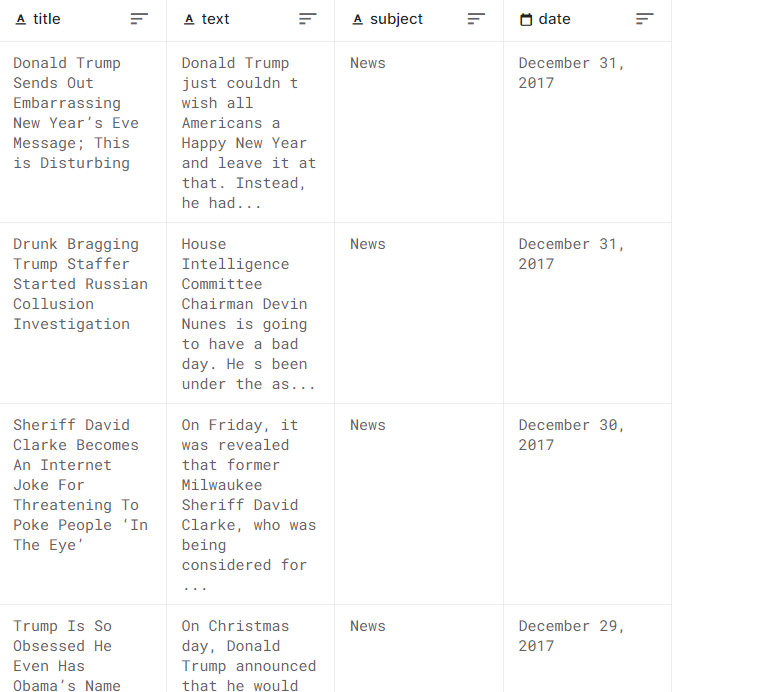 title
text
subject
date
Donald Trump
Sends Out
Embarrassing
New Year’s Eve
Message; This
is Disturbing
Donald Trump
just couldn t
wish all
Americans a
Happy New Year
and leave it at
that. Instead,
he had...
News
December 31,
2017
Drunk Bragging
Trump Staffer
Started Russian
Collusion
Investigation
House
Intelligence
Committee
Chairman Devin
Nunes is going
to have a bad
day. He s been
under the as...
News
December 31,
2017
Sheriff David
Clarke Becomes
An Internet
Joke For
Threatening To
Poke People ‘In
The Eye’
On Friday, it
was revealed
that former
Milwaukee
Sheriff David
Clarke, who was
being
considered for
...
News
December 30,
2017
Trump Is So
Obsessed He
Even Has
Obama’s Name
On Christmas
day, Donald
Trump announced
that he would
News
December 29,
2017